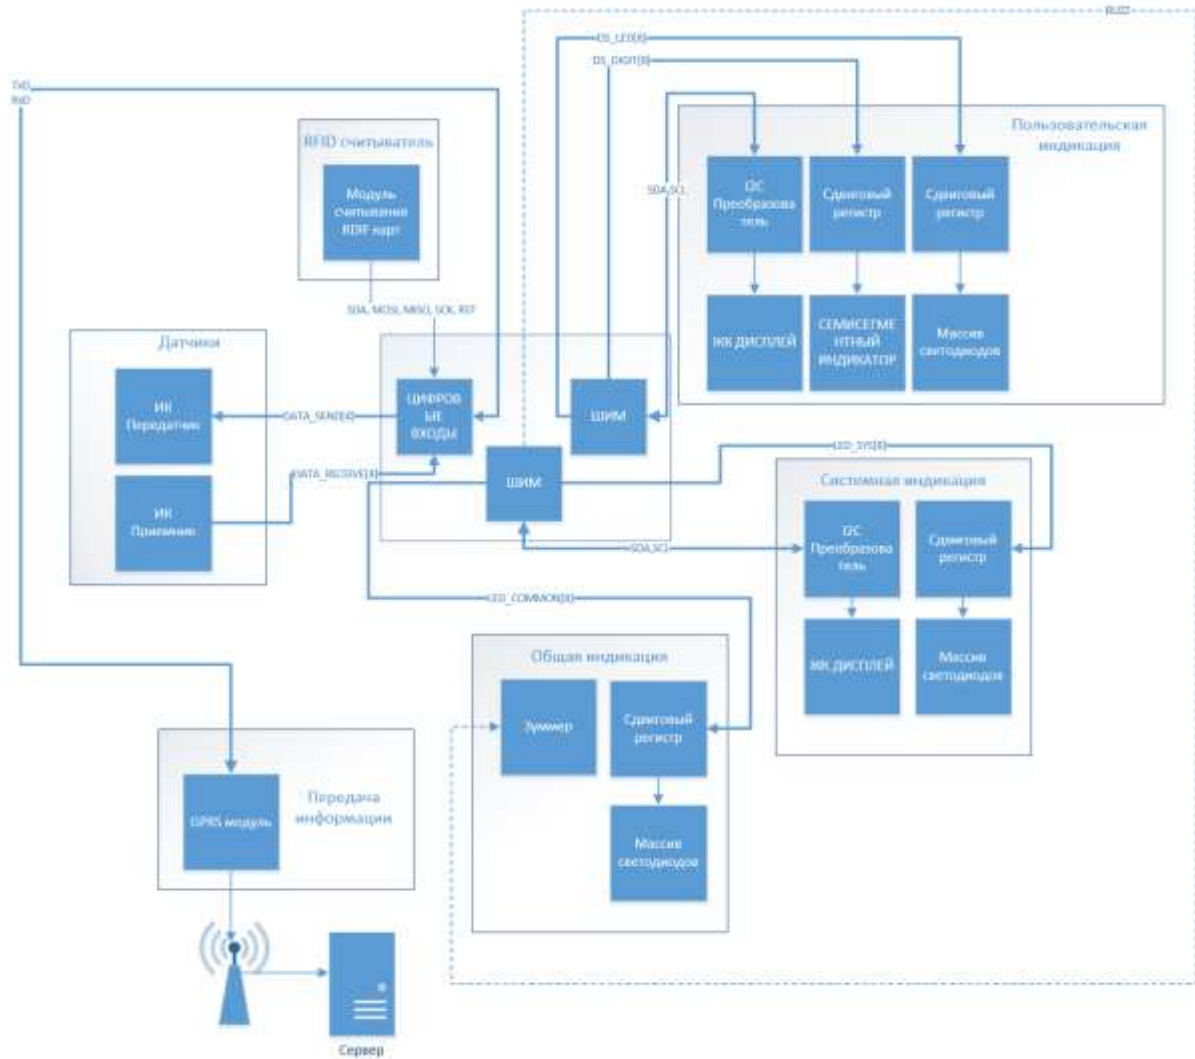 BUZZ
DS_LED[8]
DS_DIGIT[8]
TXD
RXD
RFID считыватель
Модуль
считывания
RDIF карт
Пользовательская
индикация
I2C
Преобразова
тель
Сдвиговый
регистр
Сдвиговый
регистр
SDA,SCL,
SDA, MOSI, MISO, SCK, RST
ЖК ДИСПЛЕЙ
СЕМИСЕГМЕ
НТНЫЙ
ИНДИКАТОР
Массив
светодиодов
Датчики
ИК
Передатчик
DATA_SEND[4]
ЦИФРОВ
ЫЕ
ВХОДЫ
ШИМ
LED_SYS[8]
DATA_RECEIVE[4]
ШИМ
Системная индикация
ИК
Приемник
I2C
Преобразова
тель
Сдвиговый
регистр
SDA,SCL
LED_COMMON[8]
ЖК ДИСПЛЕЙ
Массив
светодиодов
Общая индикация
Зуммер
Сдвиговый
регистр
Передача
информации
GPRS модуль
Массив
светодиодов
Сервер